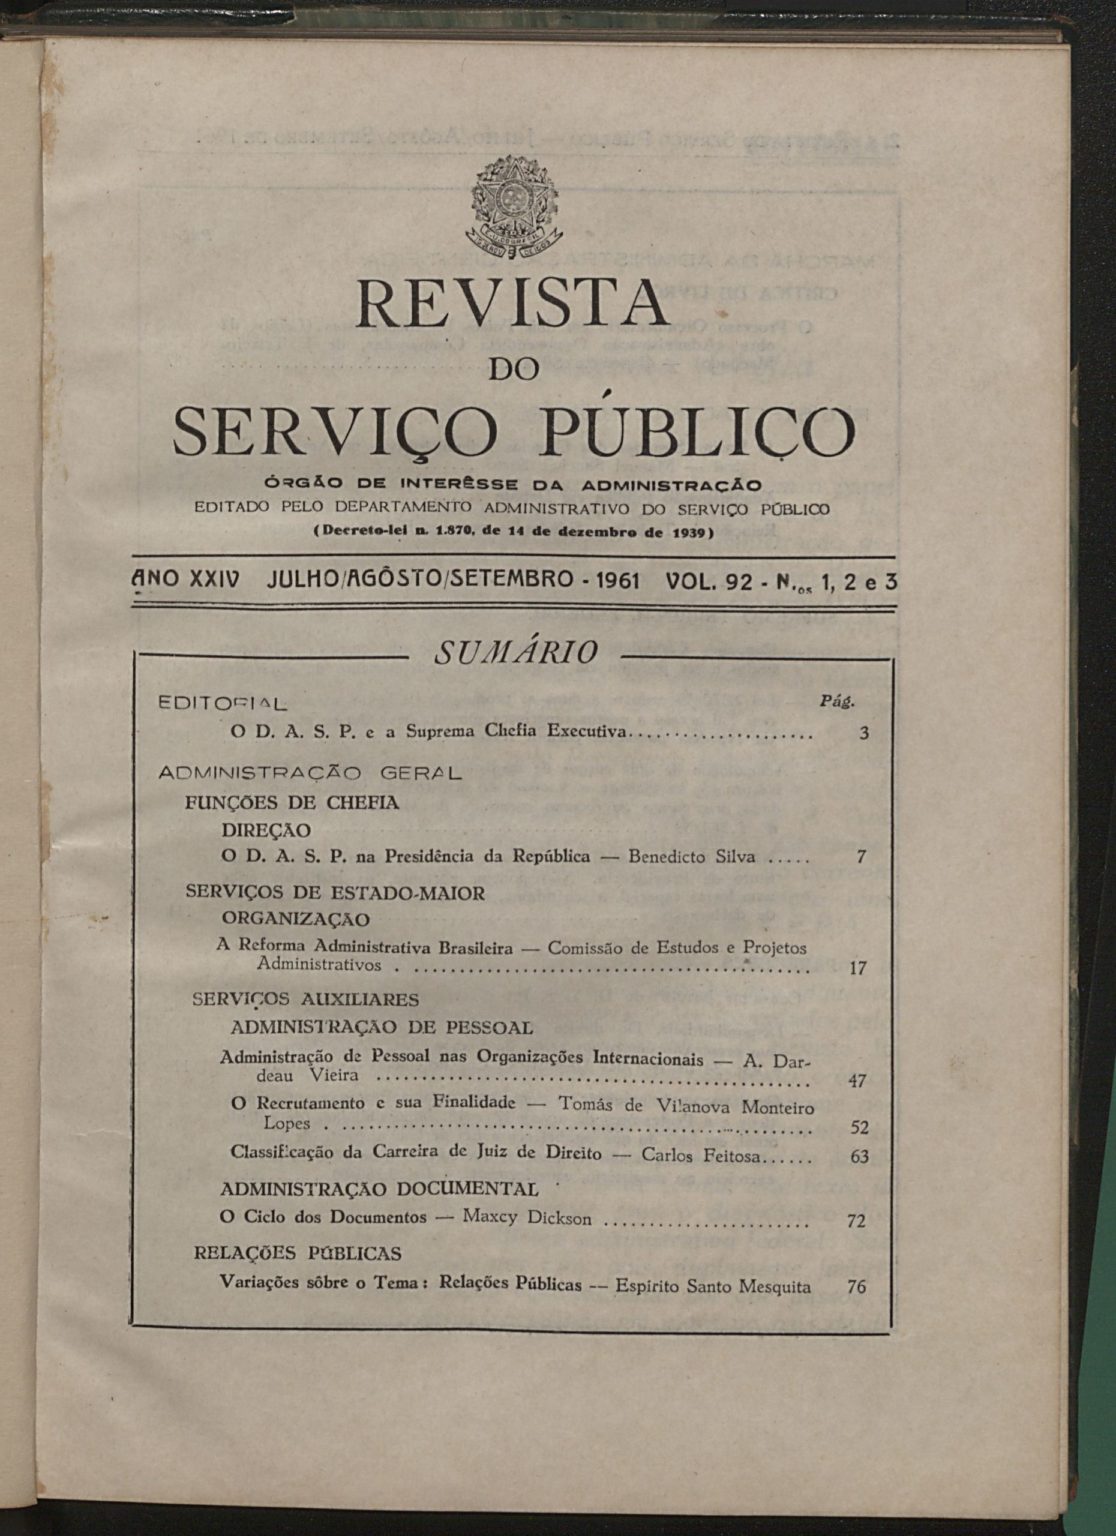 REVISTA
DO
SERVIÇO PÚBLICO
ÓRGÃO DE INTERÊSSE DA ADMINISTRAÇÃO
EDITADO PELO DEPARTAMENTO ADMINISTRATIVO DO SERVIÇO PÚBLICO
(Decreto-lei n. 1.870, de 14 de dezembro de 1939)
ANO XXIV JULHO/AGÔSTO/SETEMBRO - 1961 VOL. 92 - N.os 1, 2 e 3
SUMÁRIO
EDITORIAL Pág.
O D. A. S. P. e a Suprema Chefia Executiva..................... 3
ADMINISTRAÇÃO GERAL
FUNÇÕES DE CHEFIA
DIREÇÃO
O D. A. S. P. na Presidência da República — Benedicto Silva ..... 7
SERVIÇOS DE ESTADO-MAIOR
ORGANIZAÇÃO
A Reforma Administrativa Brasileira — Comissão de Estudos e Projetos
Administrativos . ............................................ 17
SERVIÇOS AUXILIARES
ADMINISTRAÇÃO DE PESSOAL
Administração de Pessoal nas Organizações Internacionais — A. Dar-
deau Vieira ................................................ 47
O Recrutamento e sua Finalidade — Tomás de Vilanova Monteiro
Lopes . .................................................... 52
Classificação da Carreira de Juiz de Direito — Carlos Feitosa...... 63
ADMINISTRAÇÃO DOCUMENTAL
O Ciclo dos Documentos — Maxcy Dickson ....................... 72
RELAÇÕES PÚBLICAS
Variações sôbre o Tema: Relações Públicas — Espírito Santo Mesquita 76